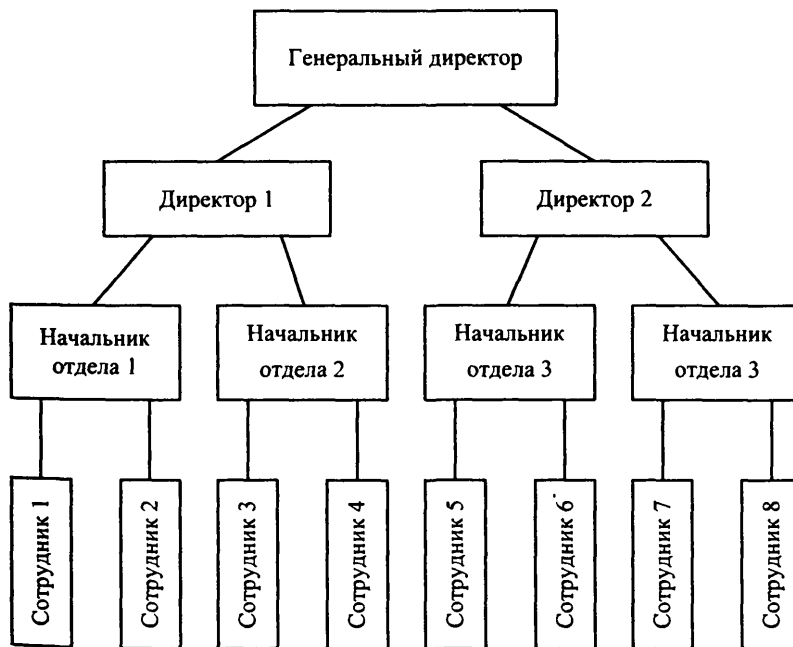 Генеральный директор
Директор 1
Директор 2
Начальник
отдела 1
Начальник
отдела 2
Начальник
отдела 3
Начальник
отдела 3
Сотрудник 1
Сотрудник 2
Сотрудник 3
Сотрудник 4
Сотрудник 5
Сотрудник 6
Сотрудник 7
Сотрудник 8